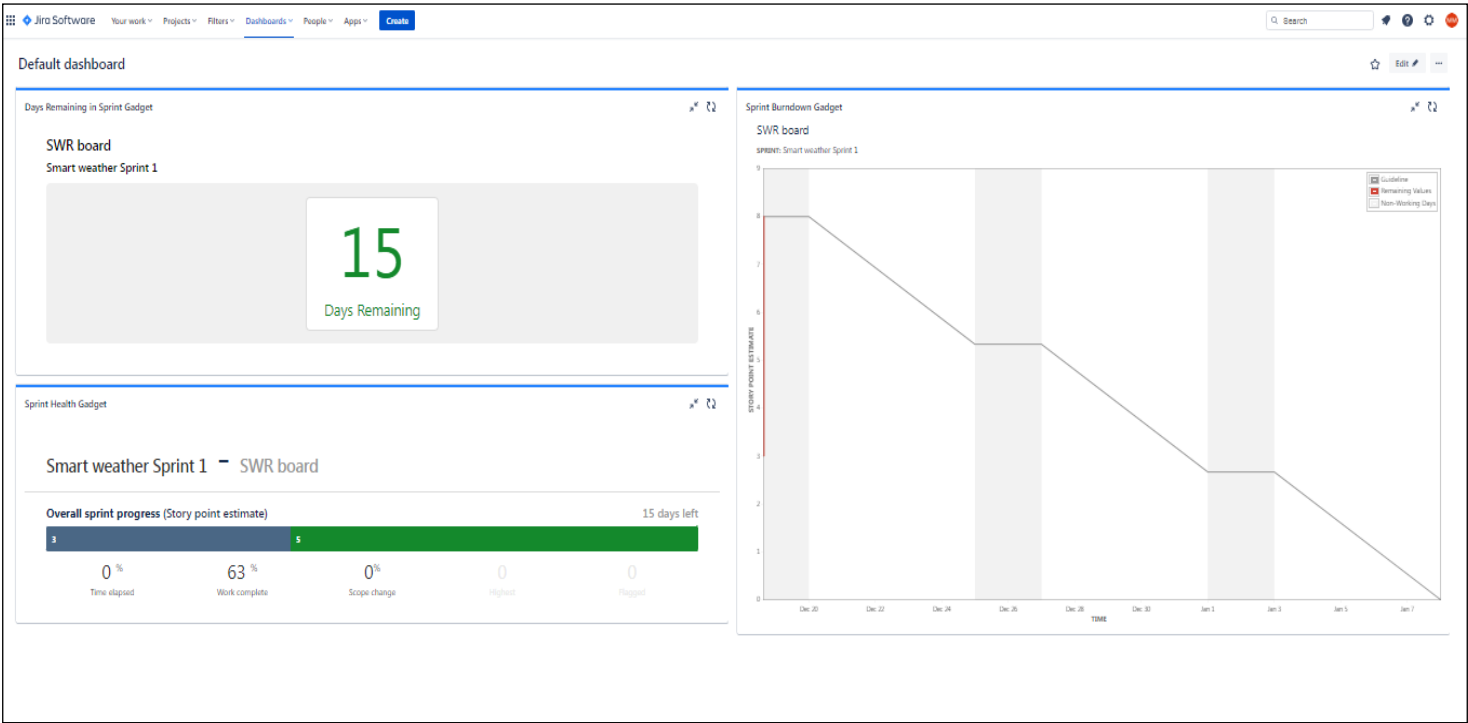 Jira Software Your work Projects Filters Dashboards People Apps Create Search MM
Default dashboard Edit ...
Days Remaining in Sprint Gadget
SWR board
Smart weather Sprint 1
15
Days Remaining
Sprint Health Gadget
Smart weather Sprint 1 - SWR board
Overall sprint progress (Story point estimate) 15 days left
3 5
0 % 63 % 0% 0 0
Time elapsed Work complete Scope change Highest Flagged
Sprint Burndown Gadget
SWR board
SPRINT: Smart weather Sprint 1
Guideline
Remaining Values
Non-Working Days
STORY POINT ESTIMATE
9
8
7
6
5
4
3
2
1
0
Dec 20 Dec 22 Dec 24 Dec 26 Dec 28 Dec 30 Jan 1 Jan 3 Jan 5 Jan 7
TIME